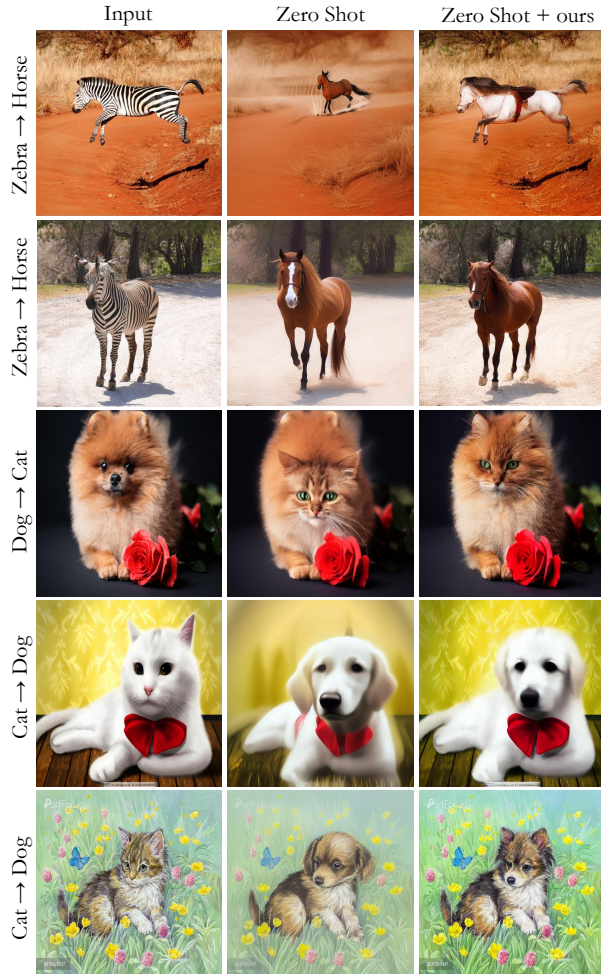 Input Zero Shot Zero Shot + ours
Zebra → Horse
Zebra → Horse
Dog → Cat
Cat → Dog
Cat → Dog